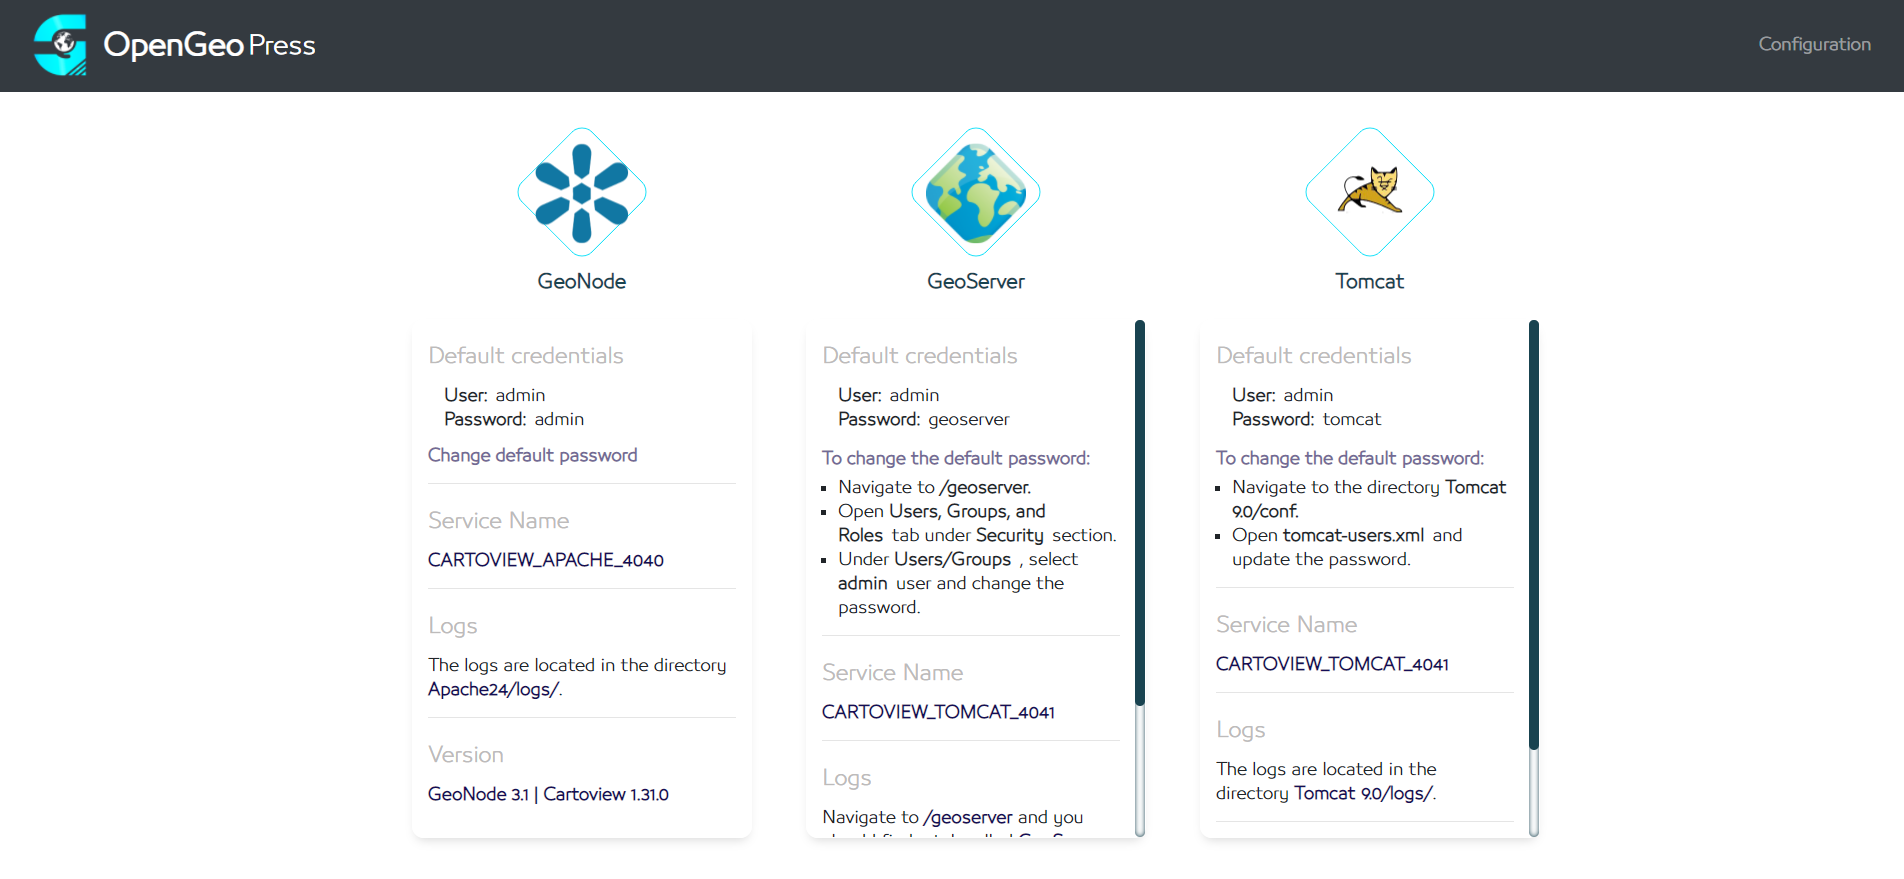 OpenGeo Press
Configuration
GeoNode
GeoServer
Tomcat
Default credentials
User: admin
Password: admin
Change default password
Service Name
CARTOVIEW_APACHE_4040
Logs
The logs are located in the directory
Apache24/logs/.
Version
GeoNode 3.1 | Cartoview 1.31.0
Default credentials
User: admin
Password: geoserver
To change the default password:
Navigate to /geoserver.
Open Users, Groups, and
Roles tab under Security section.
Under Users/Groups , select
admin user and change the
password.
Service Name
CARTOVIEW_TOMCAT_4041
Logs
Navigate to /geoserver and you
Default credentials
User: admin
Password: tomcat
To change the default password:
Navigate to the directory Tomcat
9.0/conf.
Open tomcat-users.xml and
update the password.
Service Name
CARTOVIEW_TOMCAT_4041
Logs
The logs are located in the
directory Tomcat 9.0/logs/.